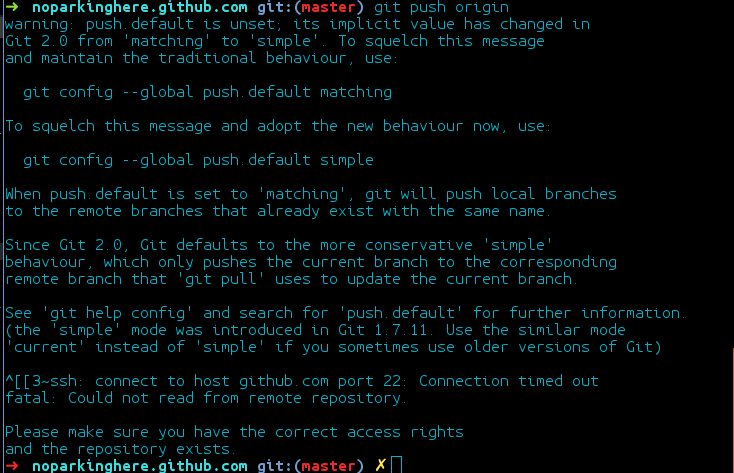 ➜ noparkinghere.github.com git:(master) git push origin
warning: push.default is unset; its implicit value has changed in
Git 2.0 from 'matching' to 'simple'. To squelch this message
and maintain the traditional behaviour, use:
git config --global push.default matching
To squelch this message and adopt the new behaviour now, use:
git config --global push.default simple
When push.default is set to 'matching', git will push local branches
to the remote branches that already exist with the same name.
Since Git 2.0, Git defaults to the more conservative 'simple'
behaviour, which only pushes the current branch to the corresponding
remote branch that 'git pull' uses to update the current branch.
See 'git help config' and search for 'push.default' for further information.
(the 'simple' mode was introduced in Git 1.7.11. Use the similar mode
'current' instead of 'simple' if you sometimes use older versions of Git)
^[[3~ssh: connect to host github.com port 22: Connection timed out
fatal: Could not read from remote repository.
Please make sure you have the correct access rights
and the repository exists.
➜ noparkinghere.github.com git:(master) ✗